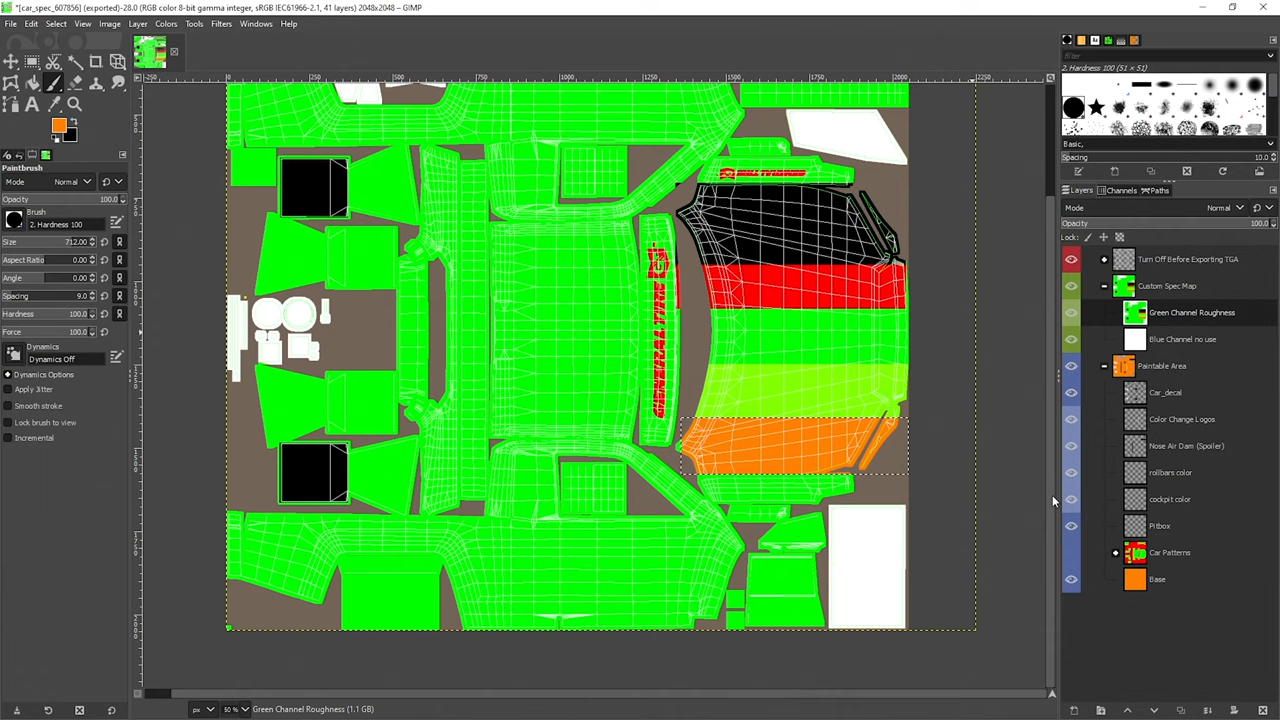 *[car_spec_607856] (exported)-28.0 (RGB color 8-bit gamma integer, sRGB IEC61966-2.1, 41 layers) 2048x2048 – GIMP
File Edit Select View Image Layer Colors Tools Filters Windows Help
Paintbrush
Mode Normal
Opacity 100.0
Brush
2. Hardness 100
Size 712.00
Aspect Ratio 0.00
Angle 0.00
Spacing 9.0
Hardness 100.0
Force 100.0
Dynamics
Dynamics Off
Dynamics Options
Apply Jitter
Smooth stroke
Lock brush to view
Incremental
GENERAL TIRE
filter
2. Hardness 100 (51 × 51)
Basic,
Spacing 10.0
Layers Channels Paths
Mode Normal
Opacity 100.0
Lock:
Turn Off Before Exporting TGA
Custom Spec Map
Green Channel Roughness
Blue Channel no use
Paintable Area
Car_decal
Color Change Logos
Nose Air Dam (Spoiler)
rollbars color
cockpit color
Pitbox
Car Patterns
Base
px 50 % Green Channel Roughness (1.1 GB)